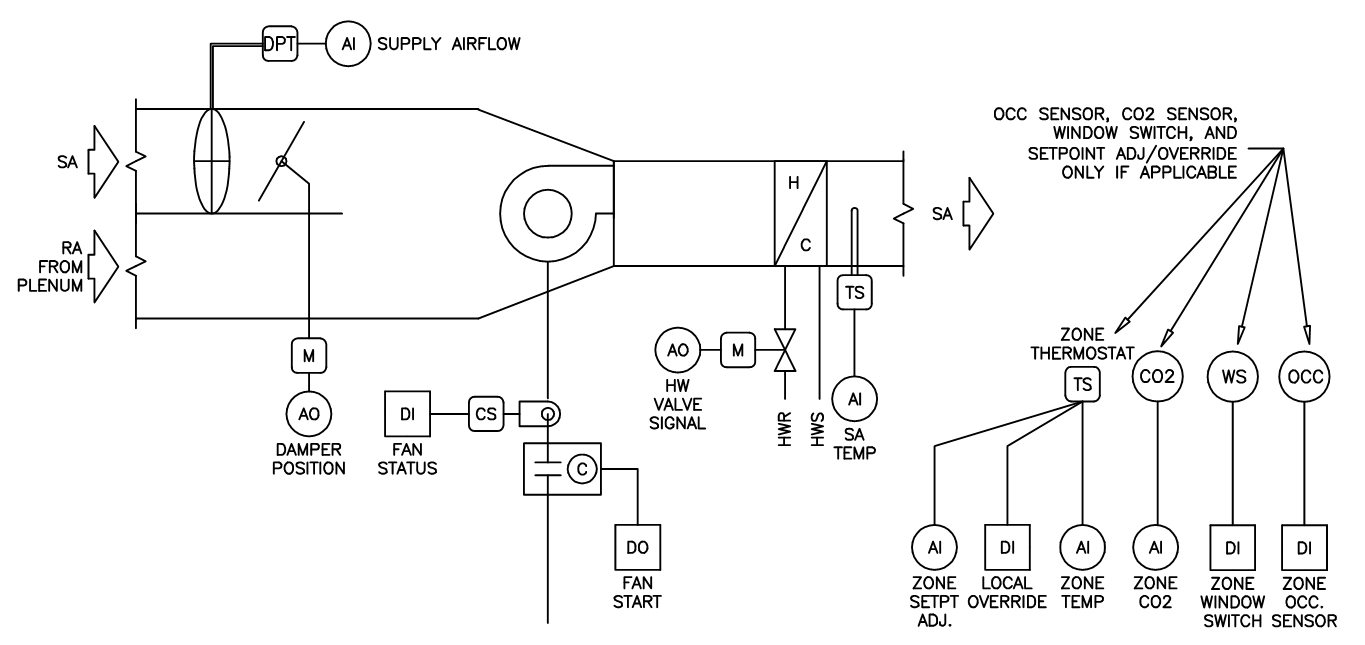 DPT
AI
SUPPLY AIRFLOW
SA
RA
FROM
PLENUM
M
AO
DAMPER
POSITION
DI
FAN
STATUS
CS
C
DO
FAN
START
H
C
SA
TS
AO
HW
VALVE
SIGNAL
M
HWR
HWS
AI
SA
TEMP
OCC SENSOR, CO2 SENSOR,
WINDOW SWITCH, AND
SETPOINT ADJ/OVERRIDE
ONLY IF APPLICABLE
ZONE
THERMOSTAT
TS
CO2
WS
OCC
AI
ZONE
SETPT
ADJ.
DI
LOCAL
OVERRIDE
AI
ZONE
TEMP
AI
ZONE
CO2
DI
ZONE
WINDOW
SWITCH
DI
ZONE
OCC.
SENSOR